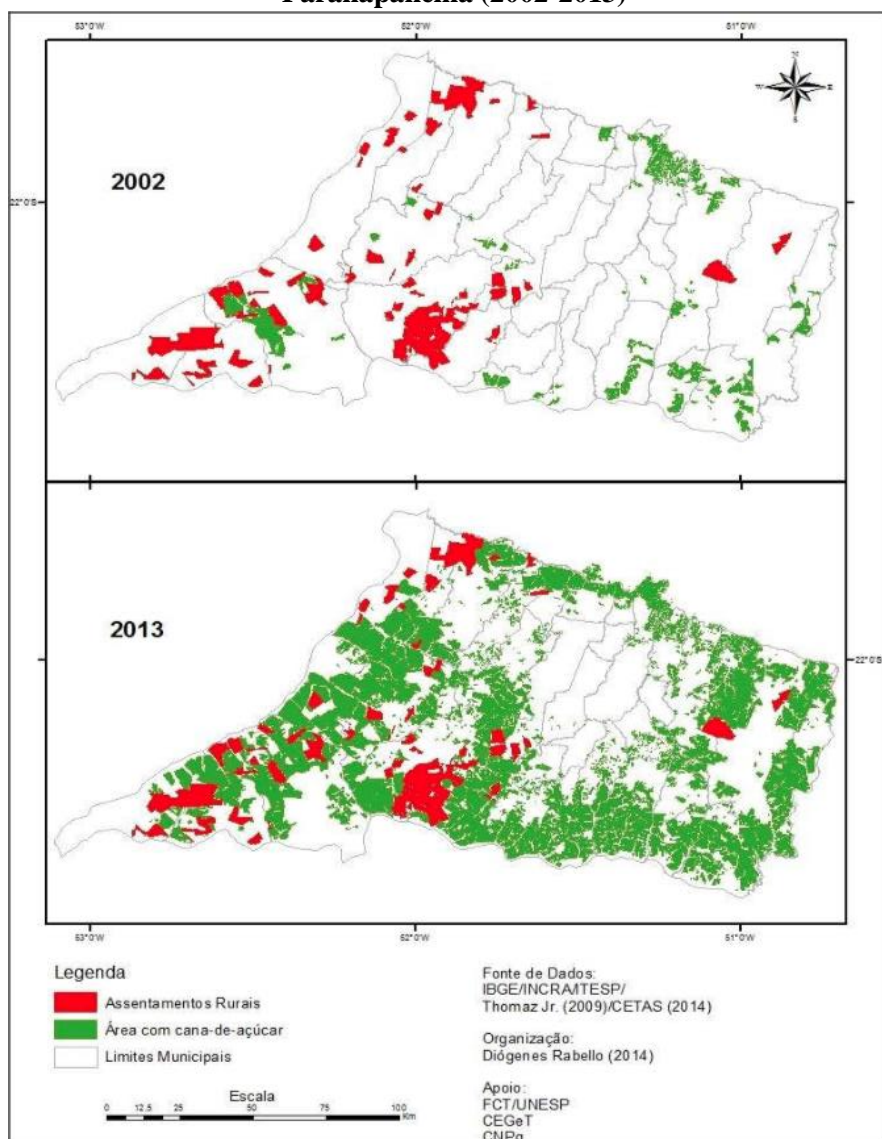 Paranapanema (2002-2013)
53°0'W
52°0'W
51°0'W
N
W
E
S
2002
22°0'S
2013
22°0'S
53°0'W
52°0'W
51°0'W
Legenda
Assentamentos Rurais
Área com cana-de-açúcar
Limites Municipais
Escala
0 12.5 25 50 75 100
Km
Fonte de Dados:
IBGE/INCRA/ITESP/
Thomaz Jr. (2009)/CETAS (2014)
Organização:
Diógenes Rabello (2014)
Apoio:
FCT/UNESP
CEGeT
CNPq